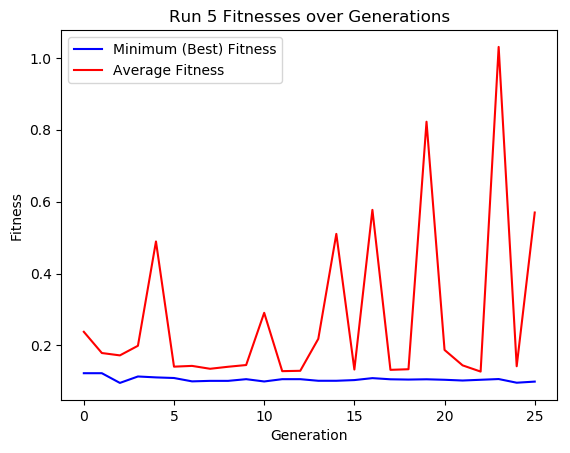 Run 5 Fitnesses over Generations
Minimum (Best) Fitness
Average Fitness
1.0
0.8
0.6
0.4
0.2
Fitness
0 5 10 15 20 25
Generation